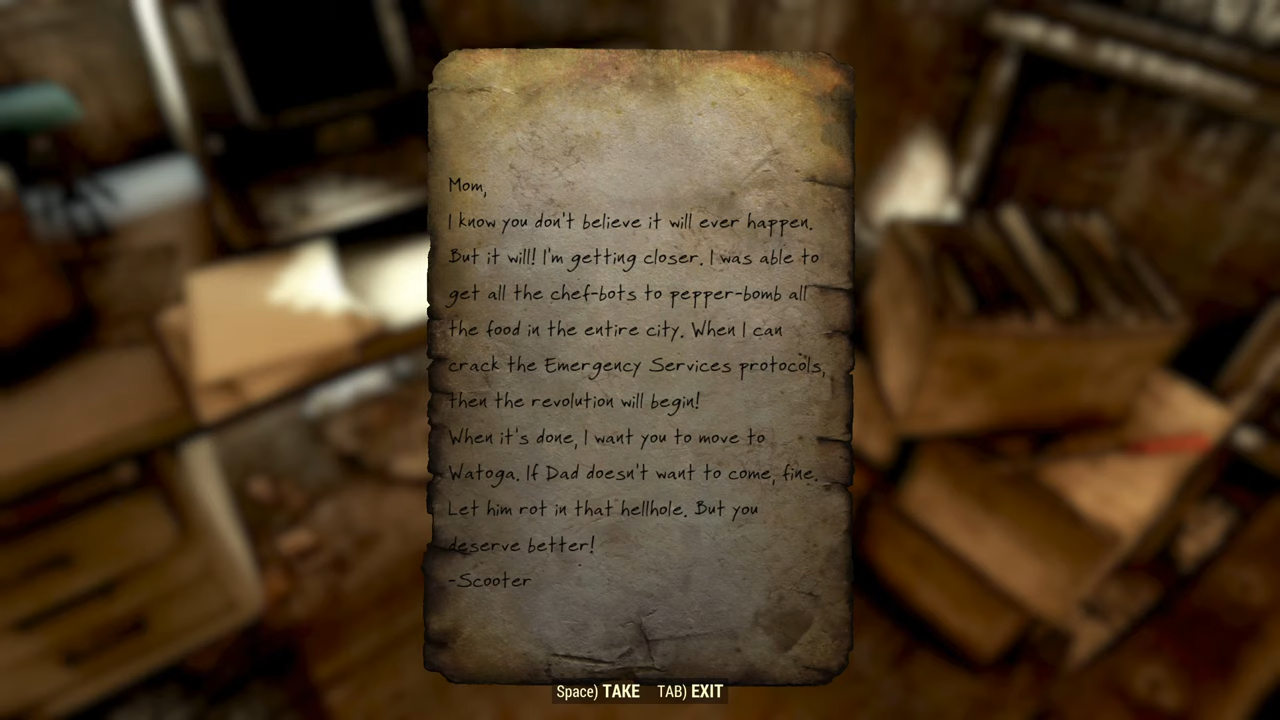 Mom,
I know you don't believe it will ever happen.
But it will! I'm getting closer. I was able to
get all the chef-bots to pepper-bomb all
the food in the entire city. When I can
crack the Emergency Services protocols,
then the revolution will begin!
When it's done, I want you to move to
Watoga. If Dad doesn't want to come, fine.
Let him rot in that hellhole. But you
deserve better!
-Scooter
Space) TAKE TAB) EXIT